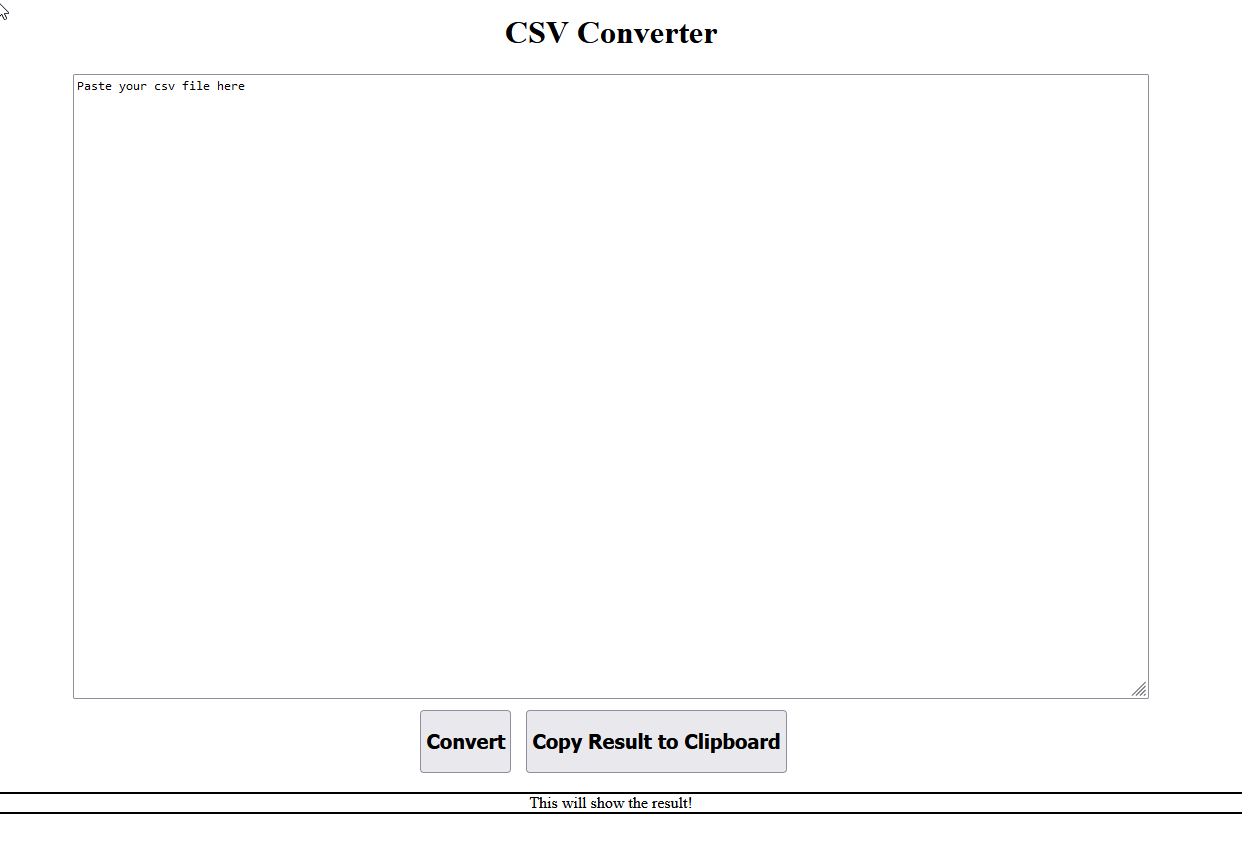 CSV Converter
Paste your csv file here
Convert
Copy Result to Clipboard
This will show the result!